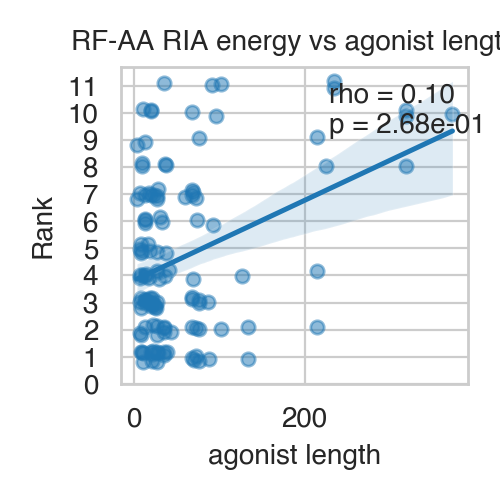 RF-AA RIA energy vs agonist lengt
11
rho = 0.10
10
p = 2.68e-01
9
8
7
6
5
4
3
2
1
0
Rank
0 200
agonist length